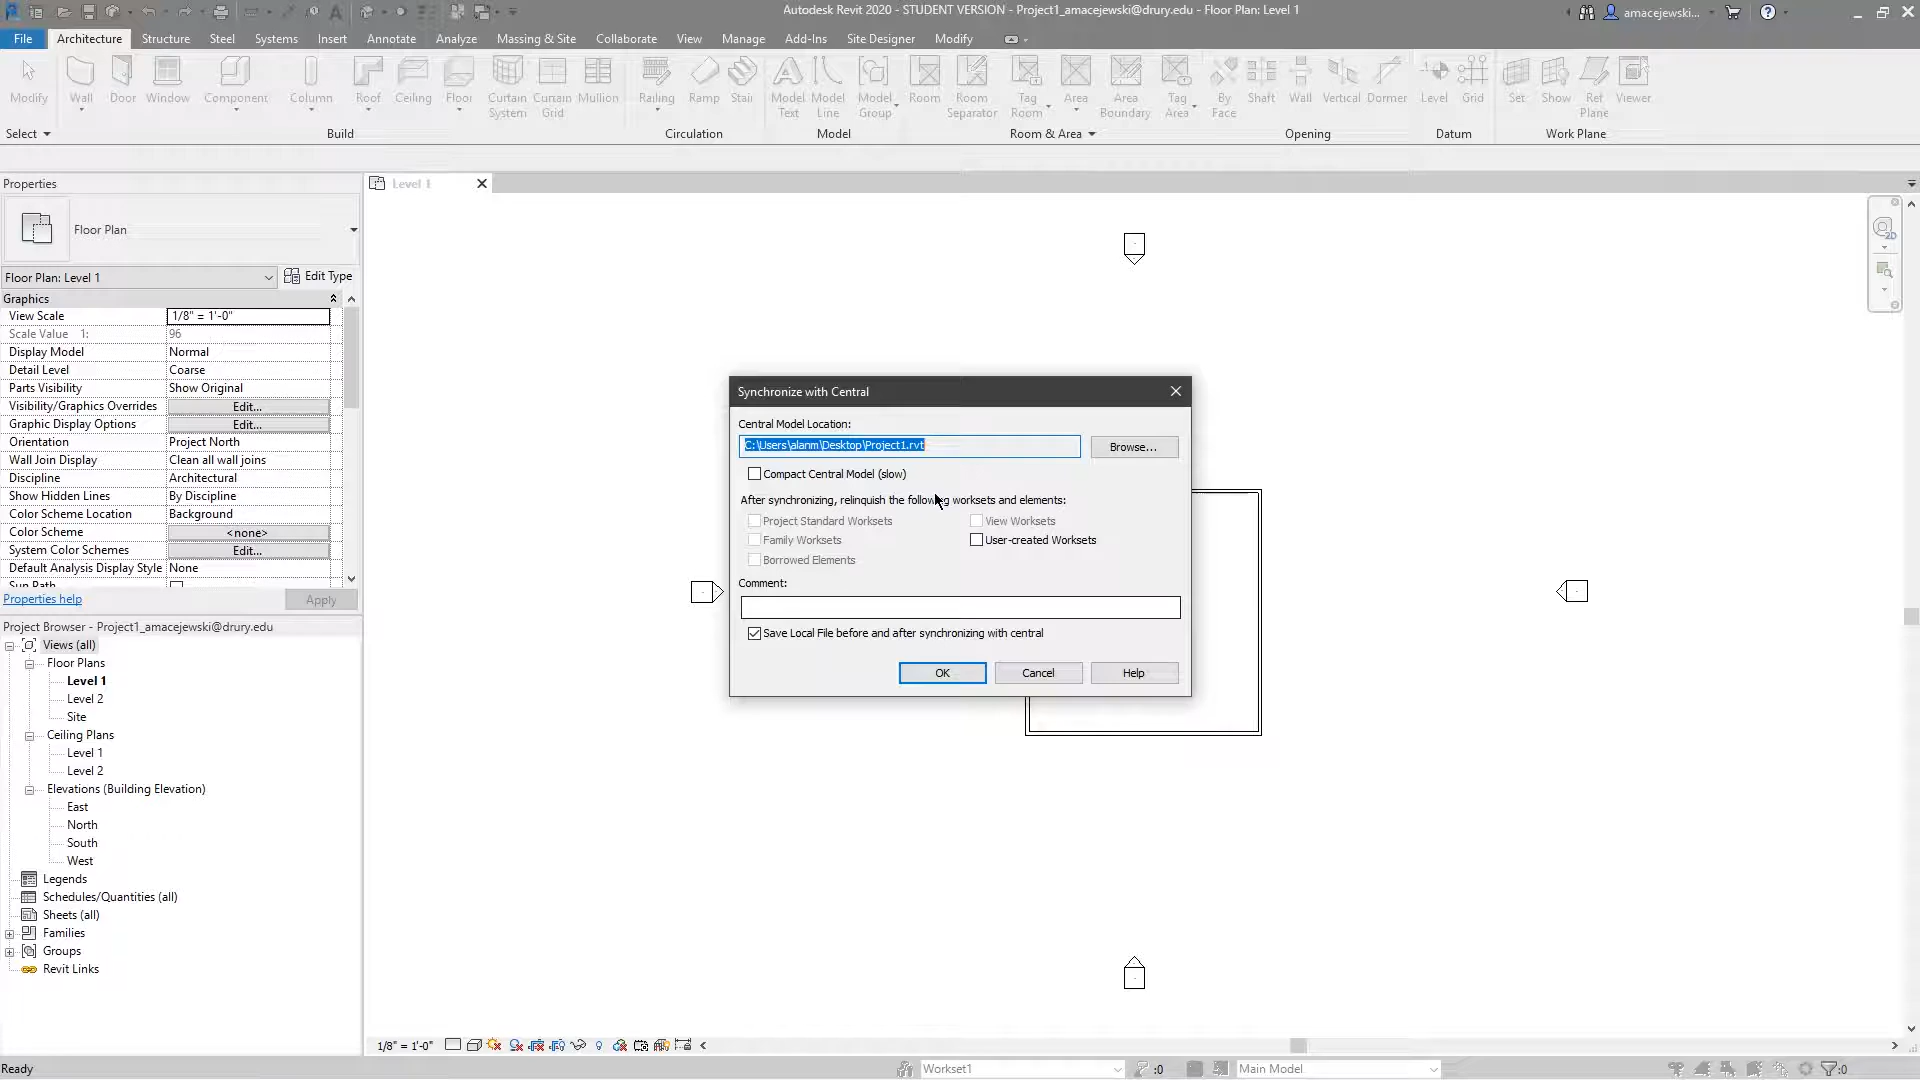 Autodesk Revit 2020 - STUDENT VERSION - Project1_amacejewski@drury.edu - Floor Plan: Level 1
amacejewski...
File Architecture Structure Steel Systems Insert Annotate Analyze Massing & Site Collaborate View Manage Add-Ins Site Designer Modify
Modify Wall Door Window Component Column Roof Ceiling Floor Curtain System Curtain Grid Mullion Railing Ramp Stair Model Text Model Line Model Group Room Room Separator Tag Room Area Area Boundary Tag Area By Face Shaft Wall Vertical Dormer Level Grid Set Show Ref Plane Viewer
Select Build Circulation Model Room & Area Opening Datum Work Plane
Properties
Level 1
Floor Plan
Floor Plan: Level 1 Edit Type
Graphics
View Scale 1/8" = 1'-0"
Scale Value 1: 96
Display Model Normal
Detail Level Coarse
Parts Visibility Show Original
Visibility/Graphics Overrides Edit...
Graphic Display Options Edit...
Orientation Project North
Wall Join Display Clean all wall joins
Discipline Architectural
Show Hidden Lines By Discipline
Color Scheme Location Background
Color Scheme <none>
System Color Schemes Edit...
Default Analysis Display Style None
Sun Path
Properties help Apply
Project Browser - Project1_amacejewski@drury.edu
Views (all)
Floor Plans
Level 1
Level 2
Site
Ceiling Plans
Level 1
Level 2
Elevations (Building Elevation)
East
North
South
West
Legends
Schedules/Quantities (all)
Sheets (all)
Families
Groups
Revit Links
Synchronize with Central
Central Model Location:
C:\Users\alanm\Desktop\Project1.rvt Browse...
Compact Central Model (slow)
After synchronizing, relinquish the following worksets and elements:
Project Standard Worksets View Worksets
Family Worksets User-created Worksets
Borrowed Elements
Comment:
Save Local File before and after synchronizing with central
OK Cancel Help
2D
1/8" = 1'-0"
Ready Workset1 :0 Main Model :0